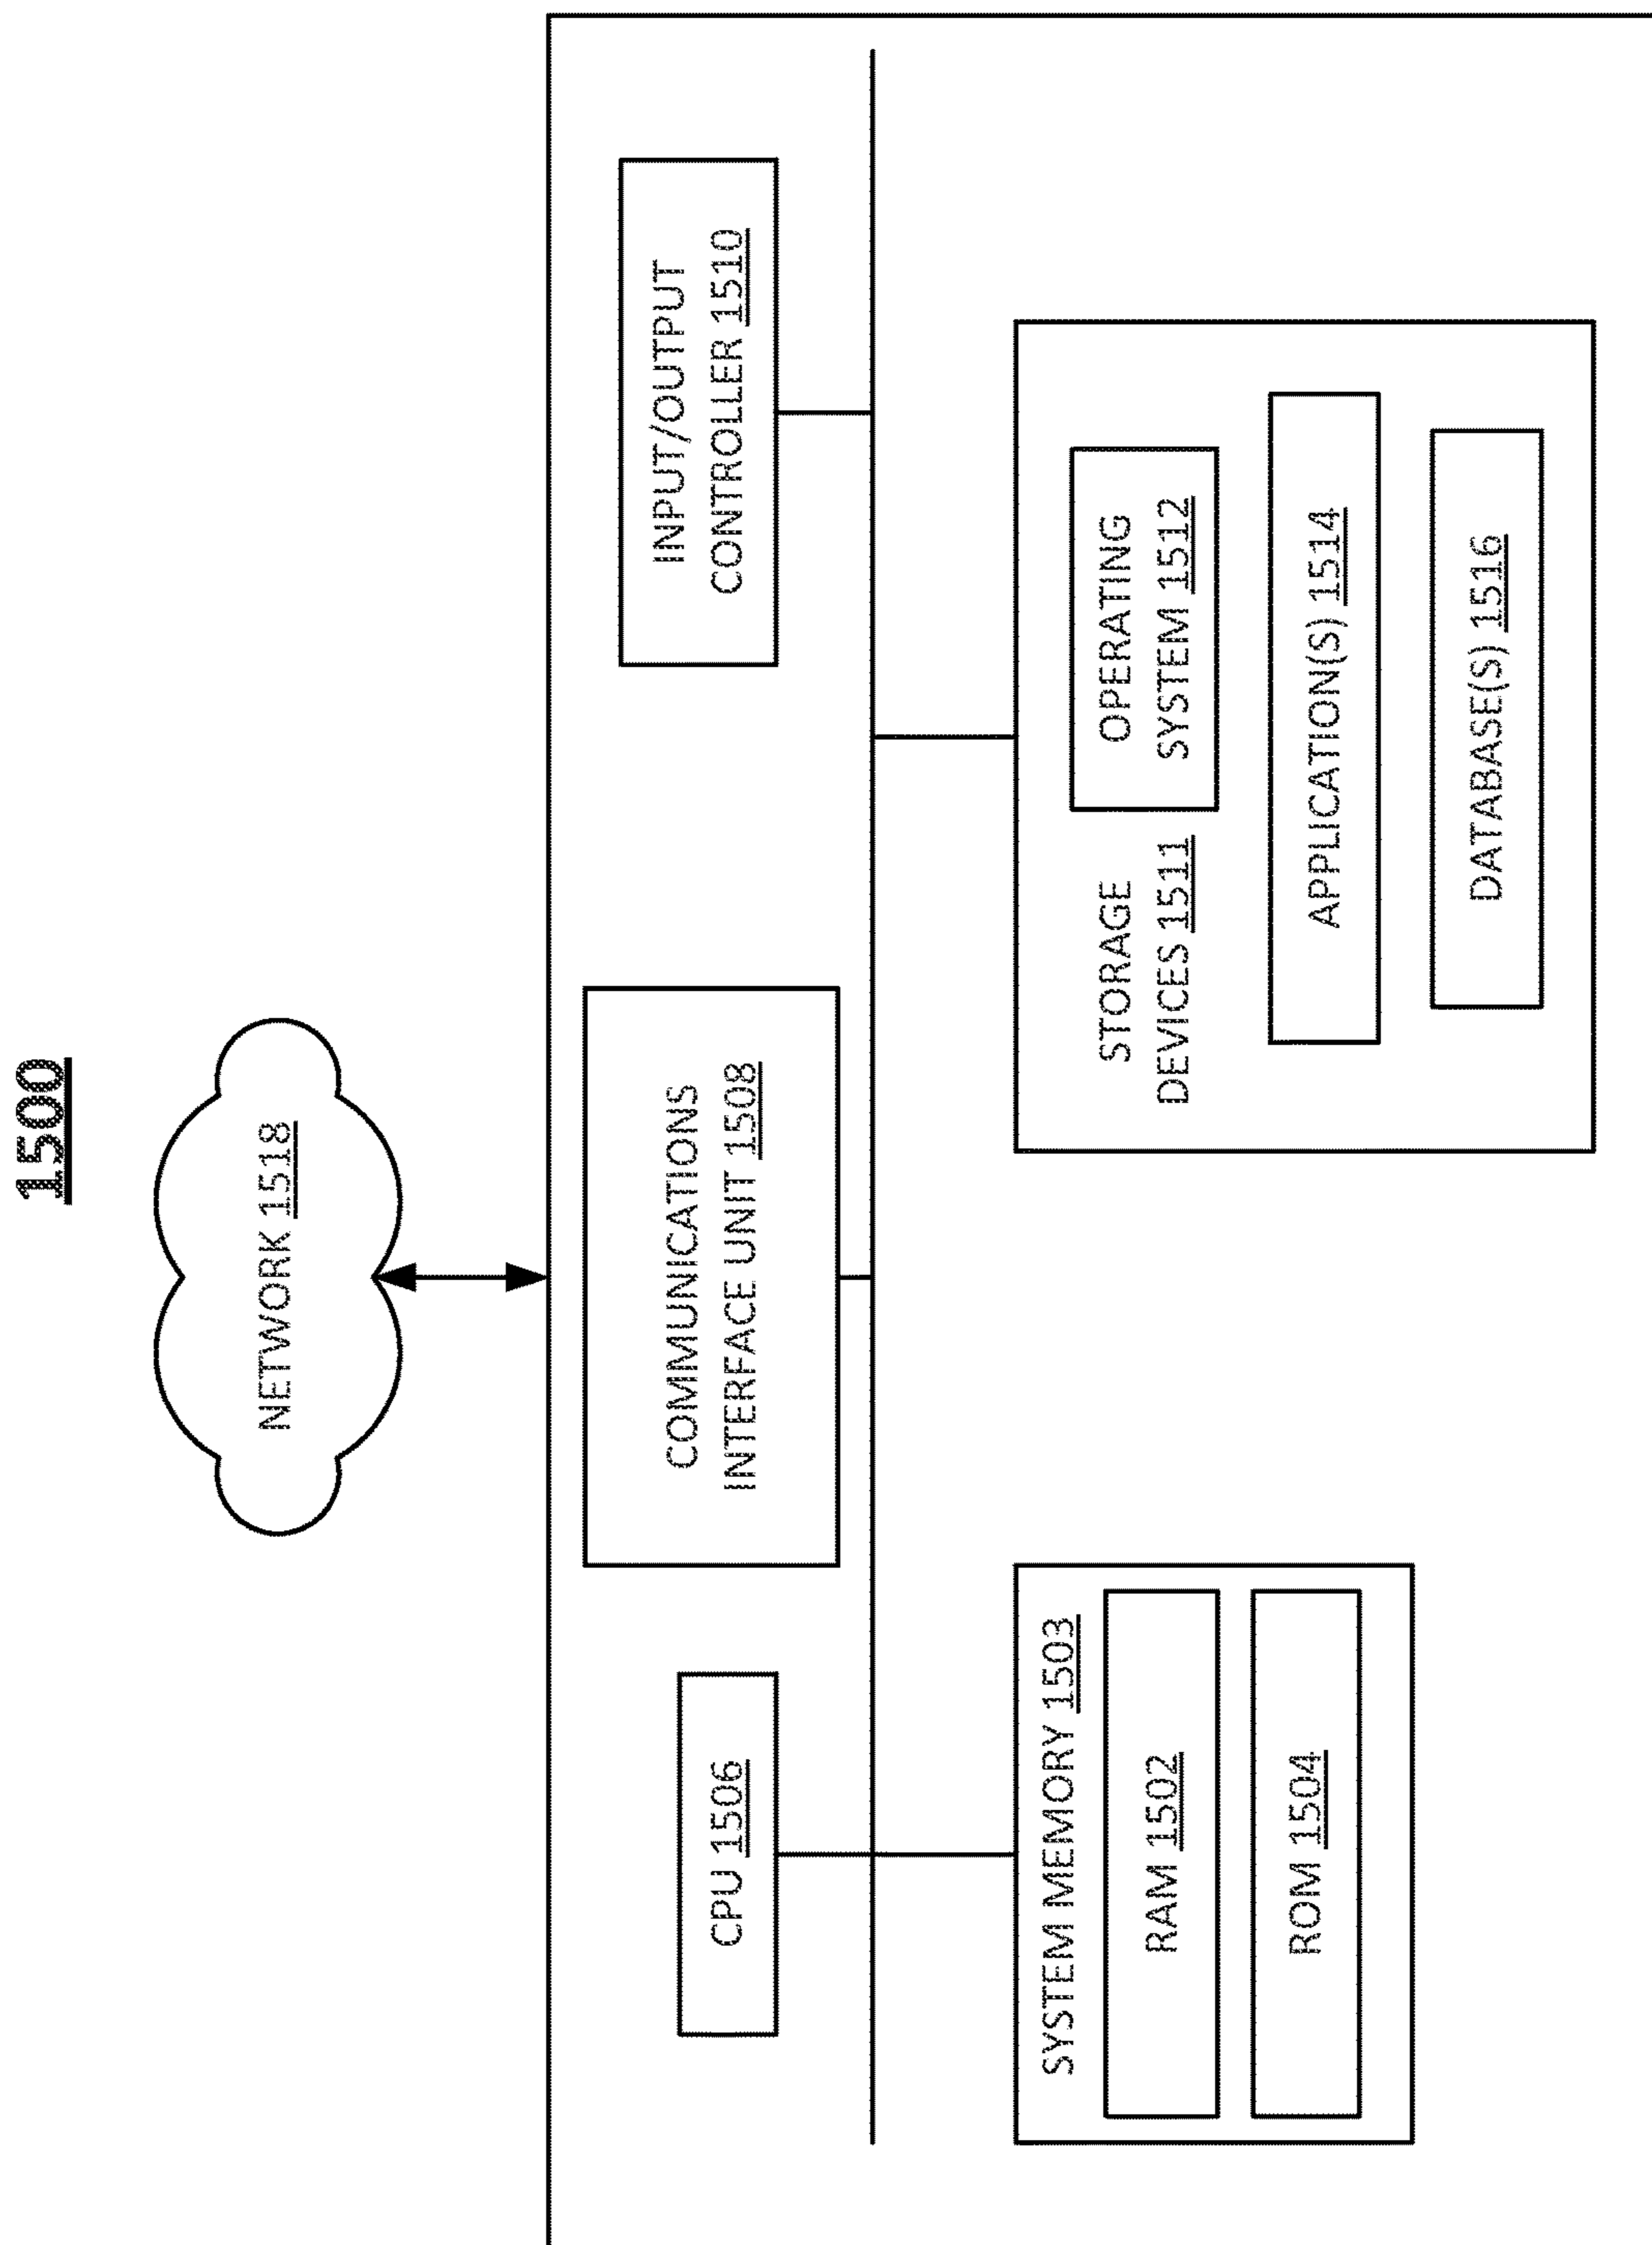 1500
NETWORK 1518
CPU 1506
COMMUNICATIONS
INTERFACE UNIT 1508
INPUT/OUTPUT
CONTROLLER 1510
SYSTEM MEMORY 1503
RAM 1502
ROM 1504
STORAGE
DEVICES 1511
OPERATING
SYSTEM 1512
APPLICATION(S) 1514
DATABASE(S) 1516